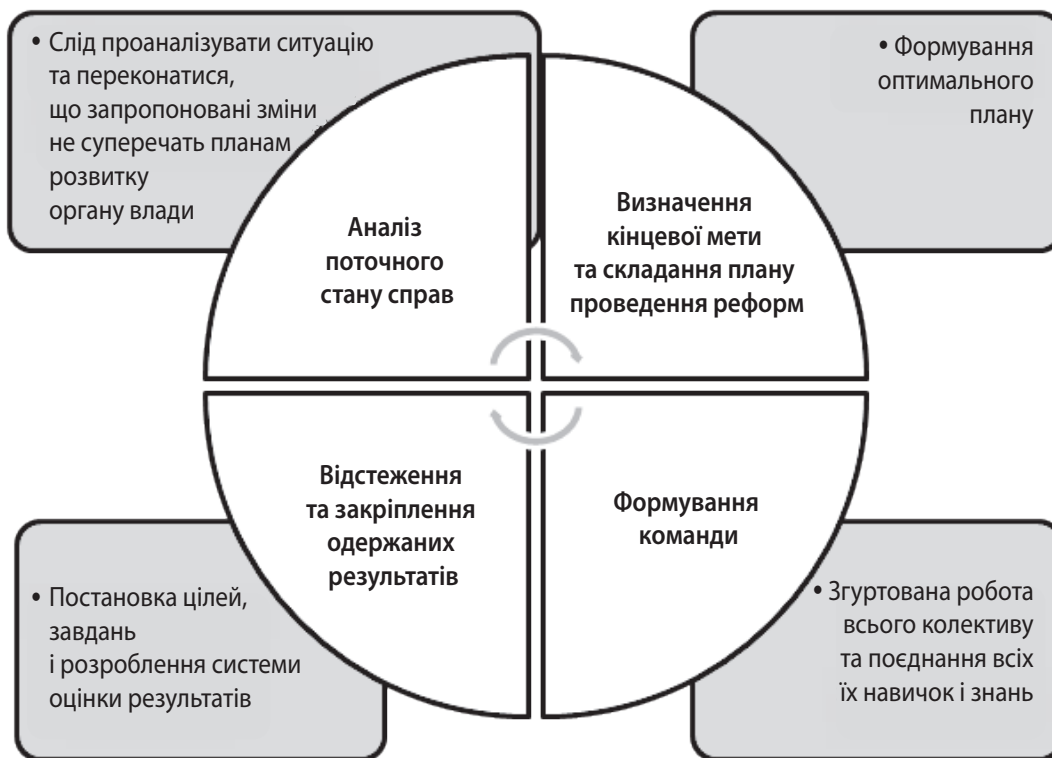 • Слід проаналізувати ситуацію
та переконатися,
що запропоновані зміни
не суперечать планам
розвитку
органу влади
• Формування
оптимального
плану
Аналіз
поточного
стану справ
Визначення
кінцевої мети
та складання плану
проведення реформ
Відстеження
та закріплення
одержаних
результатів
Формування
команди
• Постановка цілей,
завдань
і розроблення системи
оцінки результатів
• Згуртована робота
всього колективу
та поєднання всіх
їх навичок і знань